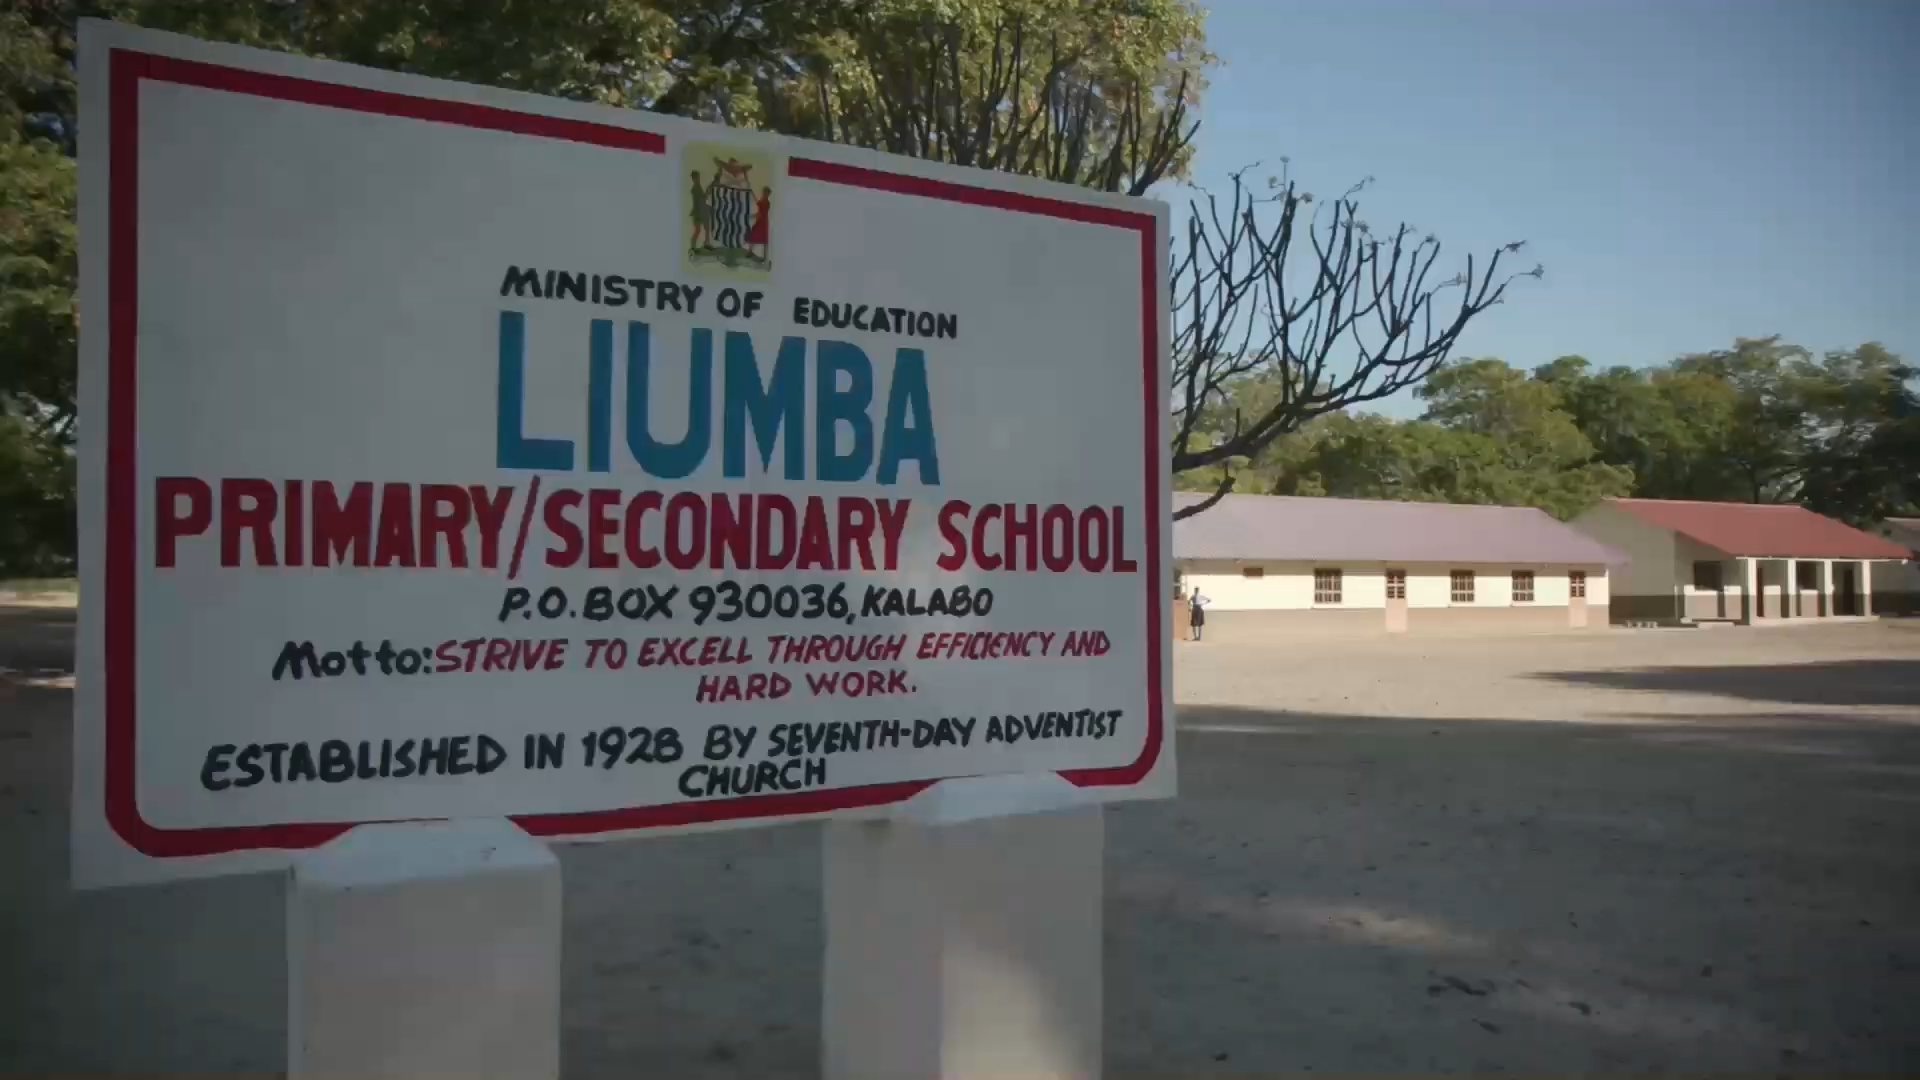 MINISTRY OF EDUCATION
LIUMBA
PRIMARY/SECONDARY SCHOOL
P.O. BOX 930036, KALABO
Motto: STRIVE TO EXCELL THROUGH EFFICIENCY AND
HARD WORK.
ESTABLISHED IN 1928 BY SEVENTH-DAY ADVENTIST
CHURCH